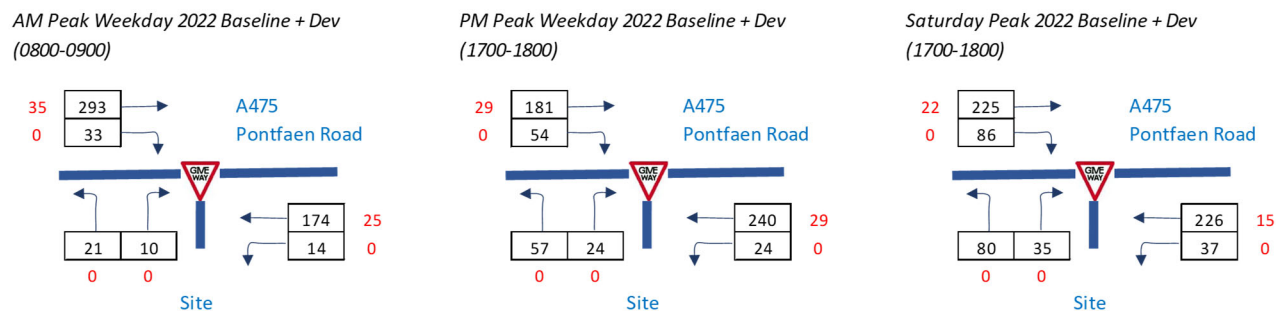 AM Peak Weekday 2022 Baseline + Dev
(0800-0900)
35 293 A475
0 33 Pontfaen Road
GIVE
WAY
174 25
21 10 14 0
0 0
Site
PM Peak Weekday 2022 Baseline + Dev
(1700-1800)
29 181 A475
0 54 Pontfaen Road
GIVE
WAY
240 29
57 24 24 0
0 0
Site
Saturday Peak 2022 Baseline + Dev
(1700-1800)
22 225 A475
0 86 Pontfaen Road
GIVE
WAY
226 15
80 35 37 0
0 0
Site